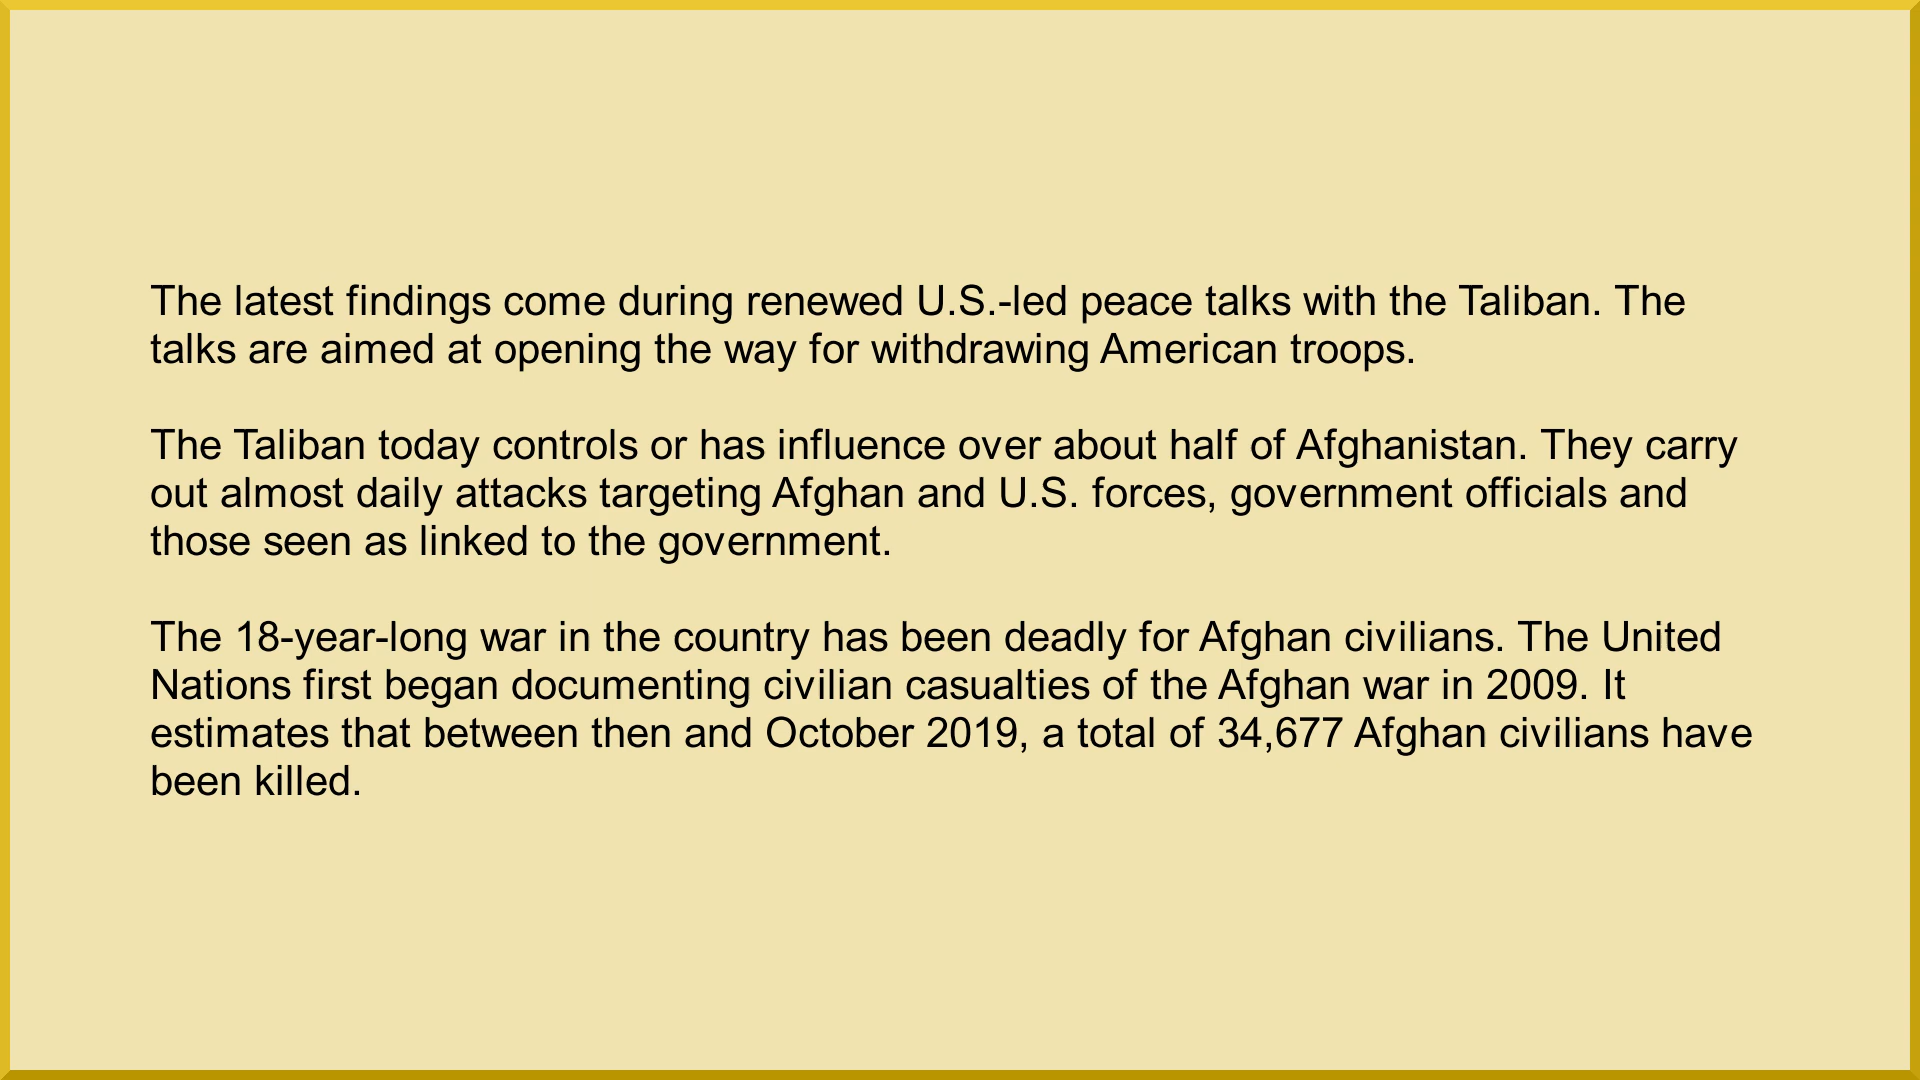 The latest findings come during renewed U.S.-led peace talks with the Taliban. The
talks are aimed at opening the way for withdrawing American troops.
The Taliban today controls or has influence over about half of Afghanistan. They carry
out almost daily attacks targeting Afghan and U.S. forces, government officials and
those seen as linked to the government.
The 18-year-long war in the country has been deadly for Afghan civilians. The United
Nations first began documenting civilian casualties of the Afghan war in 2009. It
estimates that between then and October 2019, a total of 34,677 Afghan civilians have
been killed.